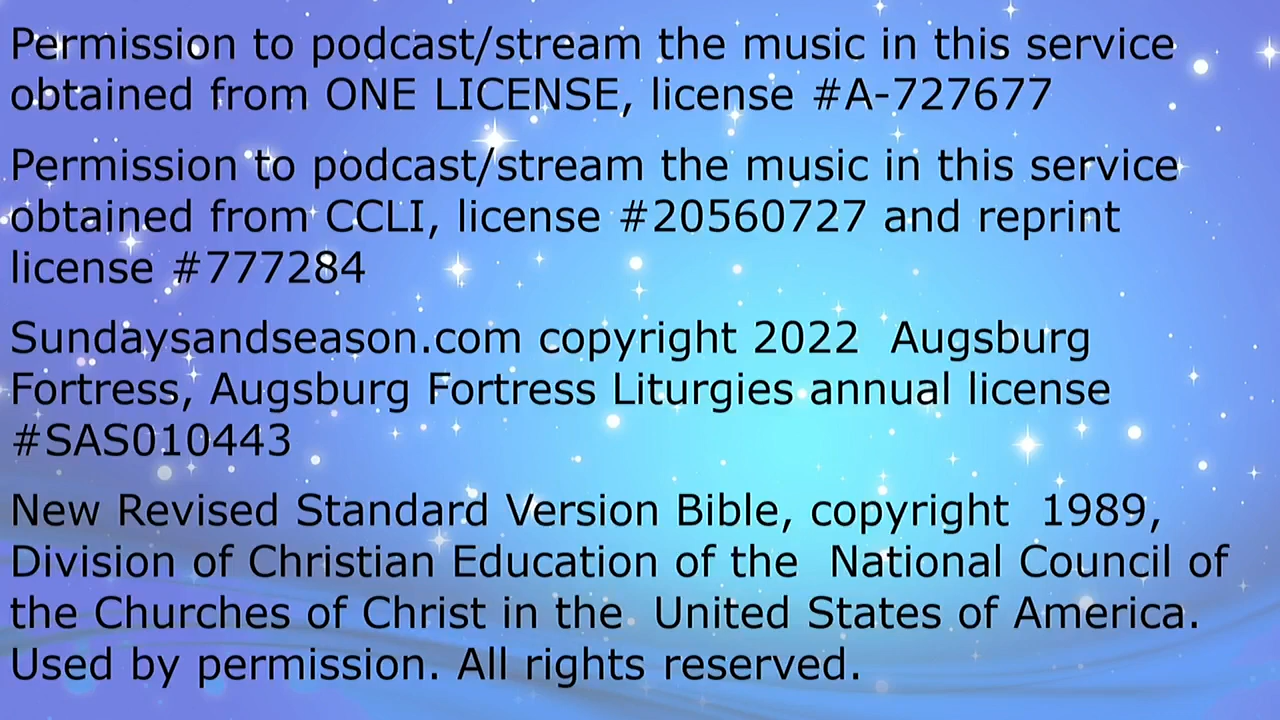 Permission to podcast/stream the music in this service
obtained from ONE LICENSE, license #A-727677
Permission to podcast/stream the music in this service
obtained from CCLI, license #20560727 and reprint
license #777284
Sundaysandseason.com copyright 2022  Augsburg
Fortress, Augsburg Fortress Liturgies annual license
#SAS010443
New Revised Standard Version Bible, copyright  1989,
Division of Christian Education of the  National Council of
the Churches of Christ in the  United States of America.
Used by permission. All rights reserved.